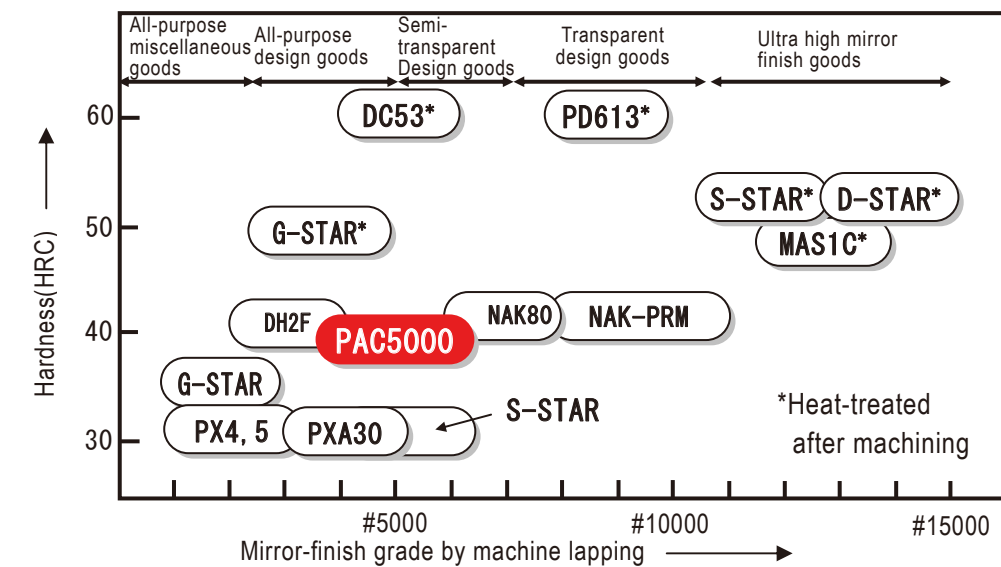 All-purpose
miscellaneous
goods
All-purpose
design goods
Semi-
transparent
Design goods
Transparent
design goods
Ultra high mirror
finish goods
Hardness(HRC)
60
50
40
30
DC53*
PD613*
S-STAR*
D-STAR*
G-STAR*
MAS1C*
DH2F
PAC5000
NAK80
NAK-PRM
G-STAR
PX4, 5
PXA30
S-STAR
*Heat-treated
after machining
#5000
#10000
#15000
Mirror-finish grade by machine lapping